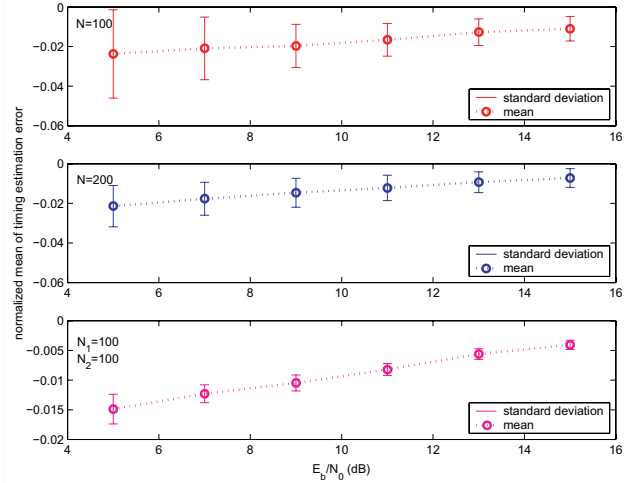 normalized mean of timing estimation error
0
−0.02
−0.04
−0.06
N=100
standard deviation
mean
4 6 8 10 12 14 16
0
−0.02
−0.04
−0.06
N=200
standard deviation
mean
4 6 8 10 12 14 16
0
−0.005
−0.01
−0.015
−0.02
N₁=100
N₂=100
standard deviation
mean
4 6 8 10 12 14 16
E_b/N₀ (dB)